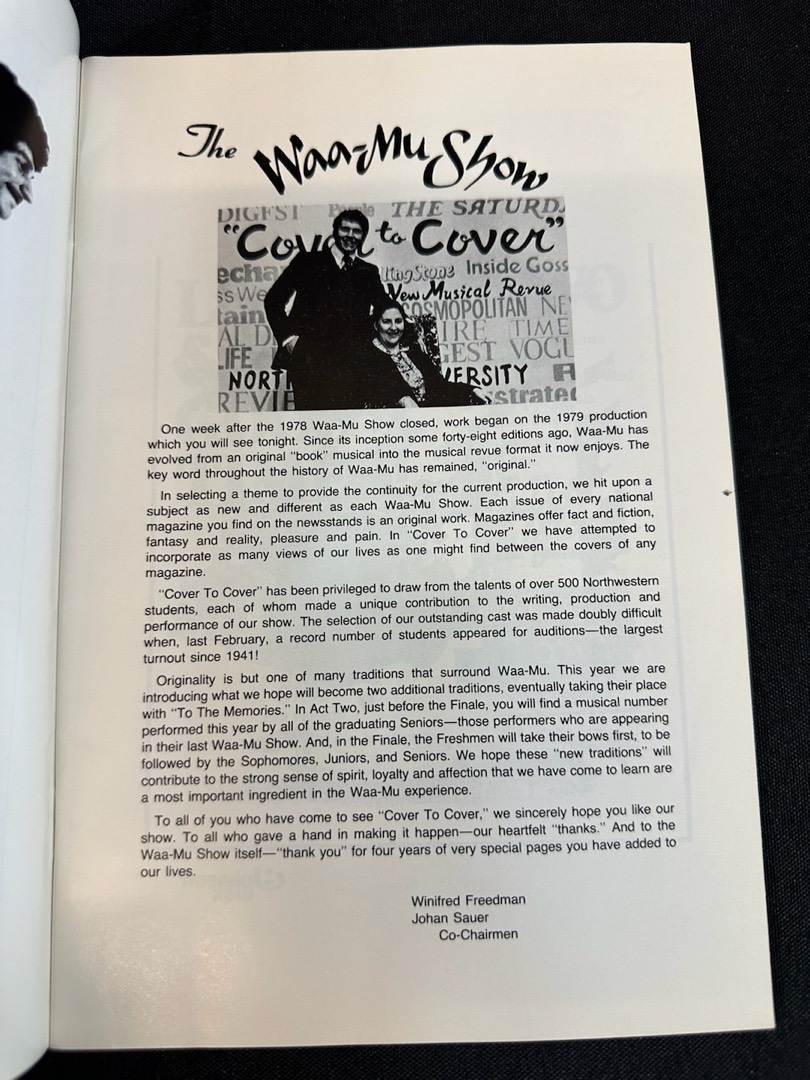 The Waa-Mu Show
DIGEST People THE SATURD
"Cover to Cover"
echa Rolling Stone Inside Goss
ss We New Musical Revue
tain COSMOPOLITAN NE
AL D IRE TIME
LIFE GEST VOGU
NORT VERSITY
REVIE strated
One week after the 1978 Waa-Mu Show closed, work began on the 1979 production
which you will see tonight. Since its inception some forty-eight editions ago, Waa-Mu has
evolved from an original "book" musical into the musical revue format it now enjoys. The
key word throughout the history of Waa-Mu has remained, "original."
In selecting a theme to provide the continuity for the current production, we hit upon a
subject as new and different as each Waa-Mu Show. Each issue of every national
magazine you find on the newsstands is an original work. Magazines offer fact and fiction,
fantasy and reality, pleasure and pain. In "Cover To Cover" we have attempted to
incorporate as many views of our lives as one might find between the covers of any
magazine.
"Cover To Cover" has been privileged to draw from the talents of over 500 Northwestern
students, each of whom made a unique contribution to the writing, production and
performance of our show. The selection of our outstanding cast was made doubly difficult
when, last February, a record number of students appeared for auditions—the largest
turnout since 1941!
Originality is but one of many traditions that surround Waa-Mu. This year we are
introducing what we hope will become two additional traditions, eventually taking their place
with "To The Memories." In Act Two, just before the Finale, you will find a musical number
performed this year by all of the graduating Seniors—those performers who are appearing
in their last Waa-Mu Show. And, in the Finale, the Freshmen will take their bows first, to be
followed by the Sophomores, Juniors, and Seniors. We hope these "new traditions" will
contribute to the strong sense of spirit, loyalty and affection that we have come to learn are
a most important ingredient in the Waa-Mu experience.
To all of you who have come to see "Cover To Cover," we sincerely hope you like our
show. To all who gave a hand in making it happen—our heartfelt "thanks." And to the
Waa-Mu Show itself—"thank you" for four years of very special pages you have added to
our lives.
Winifred Freedman
Johan Sauer
Co-Chairmen